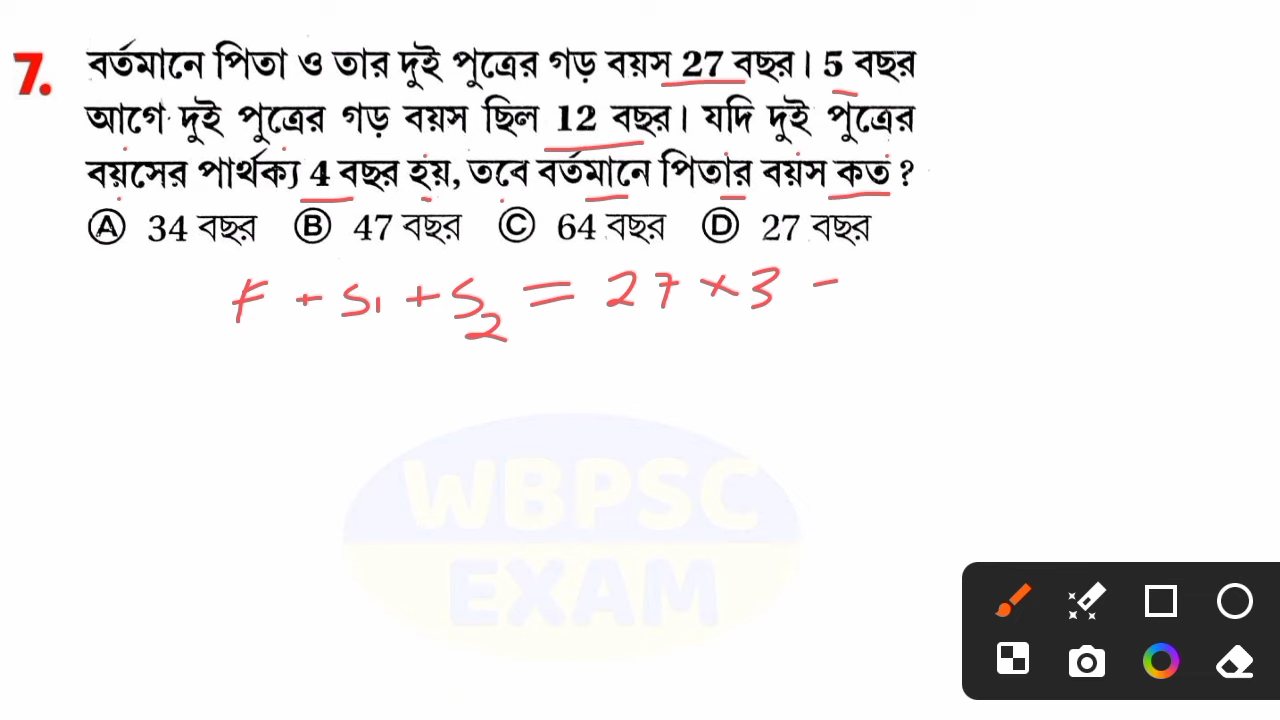 7. বর্তমানে পিতা ও তার দুই পুত্রের গড় বয়স 27 বছর। 5 বছর
আগে দুই পুত্রের গড় বয়স ছিল 12 বছর। যদি দুই পুত্রের
বয়সের পার্থক্য 4 বছর হয়, তবে বর্তমানে পিতার বয়স কত ?
Ⓐ 34 বছর Ⓑ 47 বছর Ⓒ 64 বছর Ⓓ 27 বছর
F + S1 + S2 = 27 × 3 -
WBPSC
EXAM